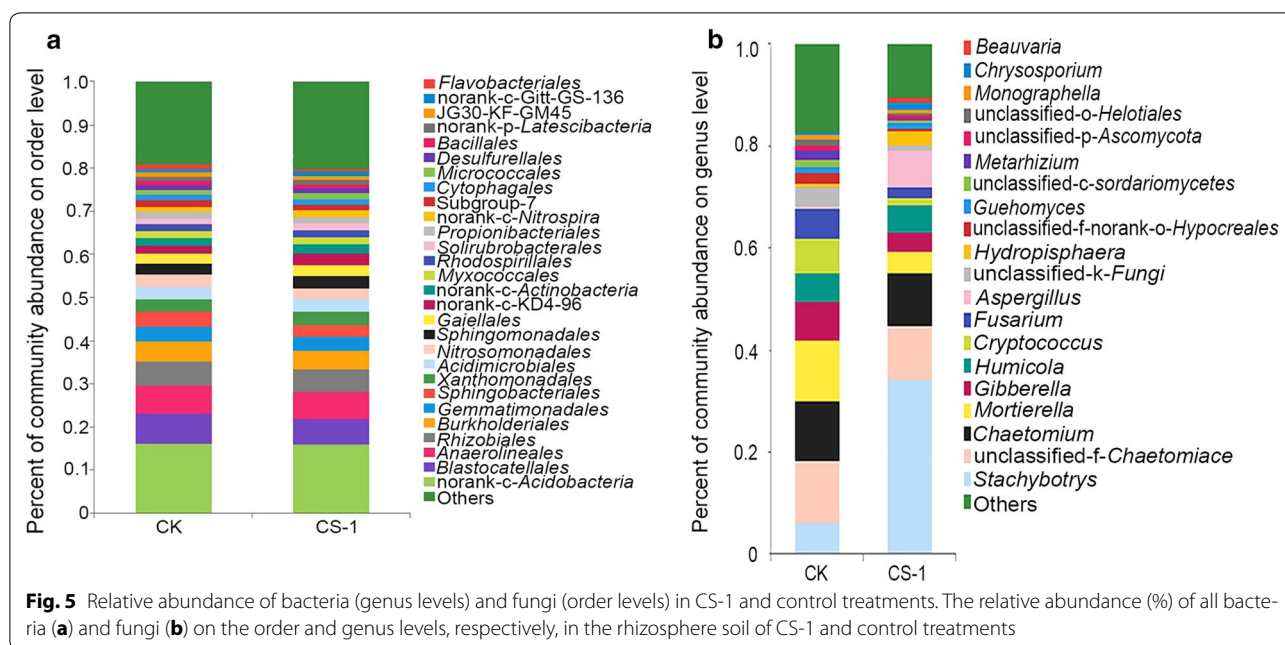 a
Percent of community abundance on order level
1.0
0.9
0.8
0.7
0.6
0.5
0.4
0.3
0.2
0.1
0
CK
CS-1
Flavobacteriales
norank-c-Gitt-GS-136
JG30-KF-GM45
norank-p-Latescibacteria
Bacillales
Desulfurellales
Micrococcales
Cytophagales
Subgroup-7
norank-c-Nitrospira
Propionibacteriales
Solirubrobacterales
Rhodospirillales
Myxococcales
norank-c-Actinobacteria
norank-c-KD4-96
Gaiellales
Sphingomonadales
Nitrosomonadales
Acidimicrobiales
Xanthomonadales
Sphingobacteriales
Gemmatimonadales
Burkholderiales
Rhizobiales
Anaerolineales
Blastocatellales
norank-c-Acidobacteria
Others
b
Percent of community abundance on genus level
1.0
0.8
0.6
0.4
0.2
0
CK
CS-1
Beauvaria
Chrysosporium
Monographella
unclassified-o-Helotiales
unclassified-p-Ascomycota
Metarhizium
unclassified-c-sordariomycetes
Guehomyces
unclassified-f-norank-o-Hypocreales
Hydropisphaera
unclassified-k-Fungi
Aspergillus
Fusarium
Cryptococcus
Humicola
Gibberella
Mortierella
Chaetomium
unclassified-f-Chaetomiace
Stachybotrys
Others
Fig. 5 Relative abundance of bacteria (genus levels) and fungi (order levels) in CS-1 and control treatments. The relative abundance (%) of all bacte-
ria (a) and fungi (b) on the order and genus levels, respectively, in the rhizosphere soil of CS-1 and control treatments